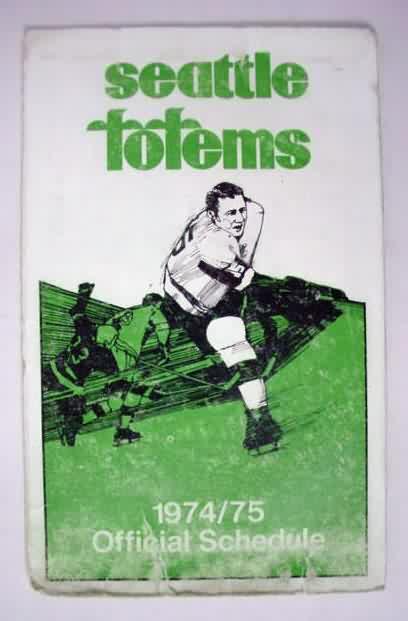 seattle
totems
1974/75
Official Schedule